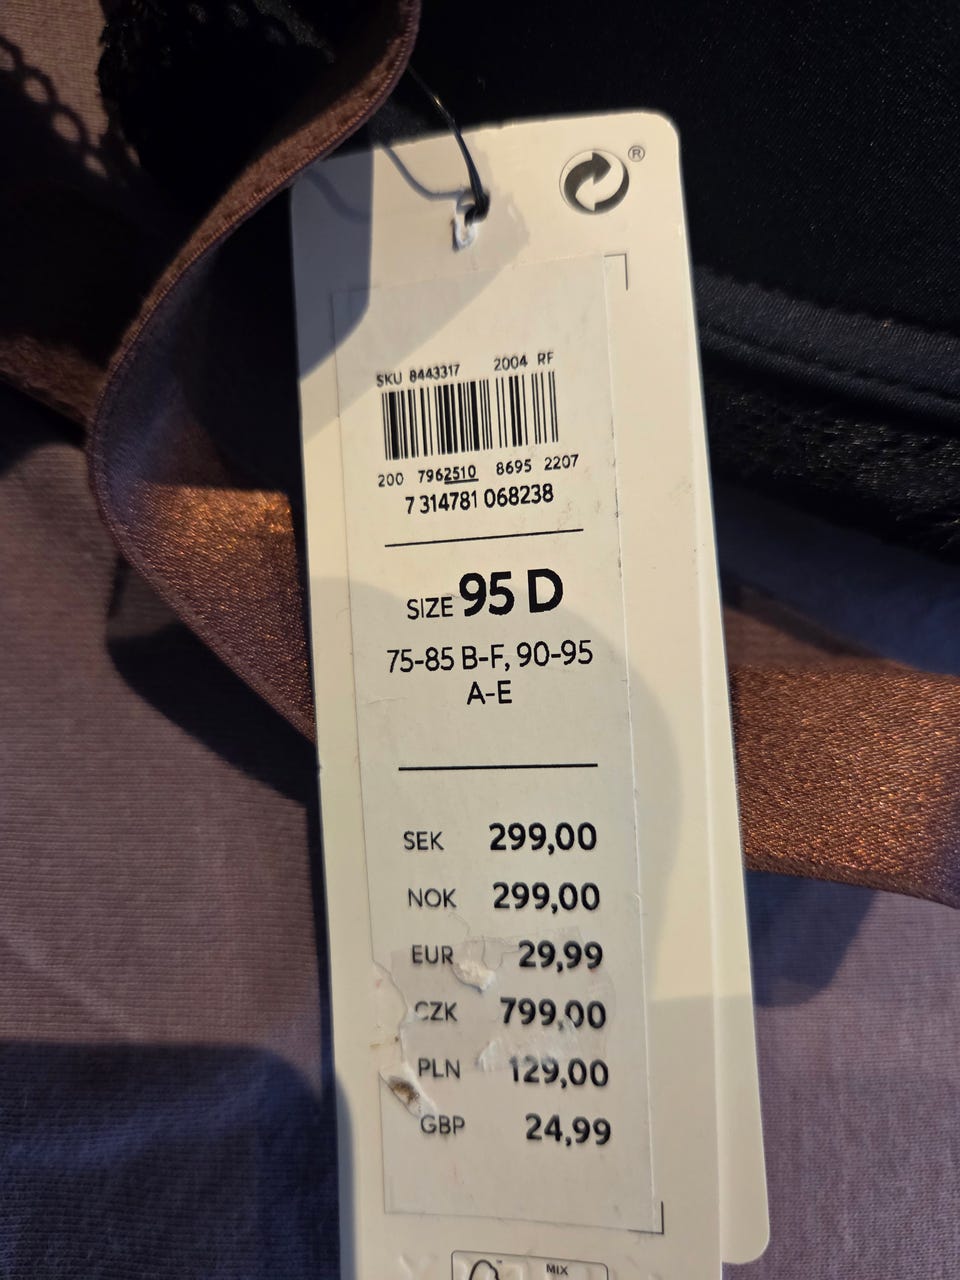 ®
SKU 8443317 2004 RF
200 7962510 8695 2207
7 314781 068238
SIZE 95 D
75-85 B-F, 90-95
A-E
SEK 299,00
NOK 299,00
EUR 29,99
CZK 799,00
PLN 129,00
GBP 24,99
MIX